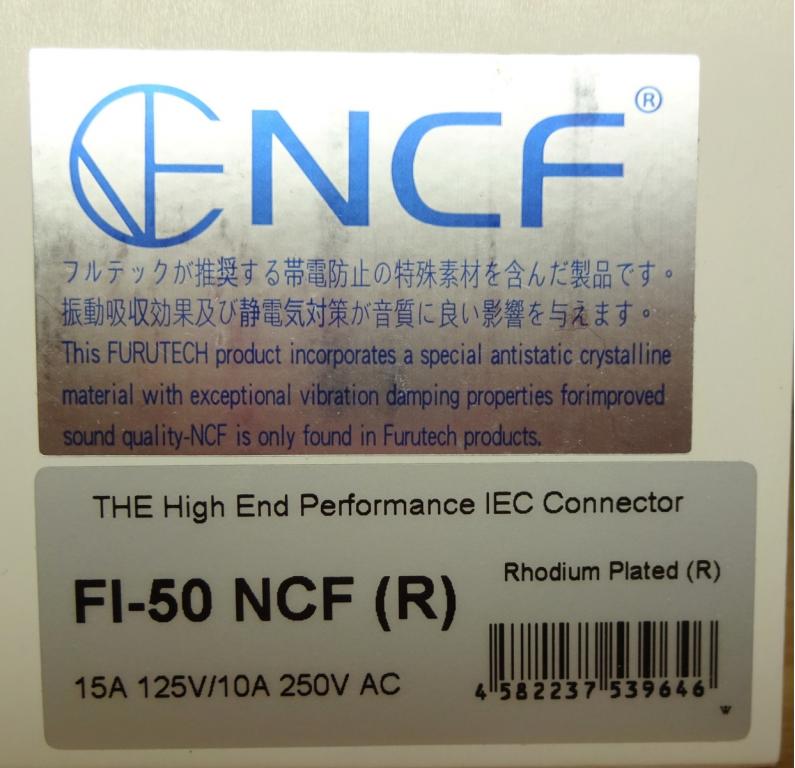 NCF®
フルテックが推奨する帯電防止の特殊素材を含んだ製品です。
振動吸収効果及び静電気対策が音質に良い影響を与えます。
This FURUTECH product incorporates a special antistatic crystalline
material with exceptional vibration damping properties forimproved
sound quality-NCF is only found in Furutech products.
THE High End Performance IEC Connector
Rhodium Plated (R)
FI-50 NCF (R)
15A 125V/10A 250V AC
4 582237 539646
W